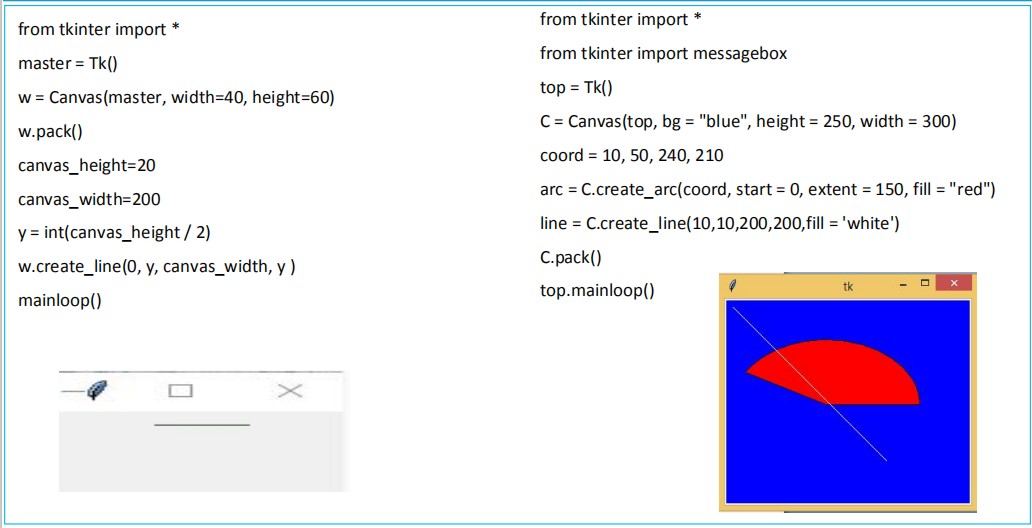 from tkinter import *
master = Tk()
w = Canvas(master, width=40, height=60)
w.pack()
canvas_height=20
canvas_width=200
y = int(canvas_height / 2)
w.create_line(0, y, canvas_width, y )
mainloop()
from tkinter import *
from tkinter import messagebox
top = Tk()
C = Canvas(top, bg = "blue", height = 250, width = 300)
coord = 10, 50, 240, 210
arc = C.create_arc(coord, start = 0, extent = 150, fill = "red")
line = C.create_line(10,10,200,200,fill = 'white')
C.pack()
top.mainloop()
tk